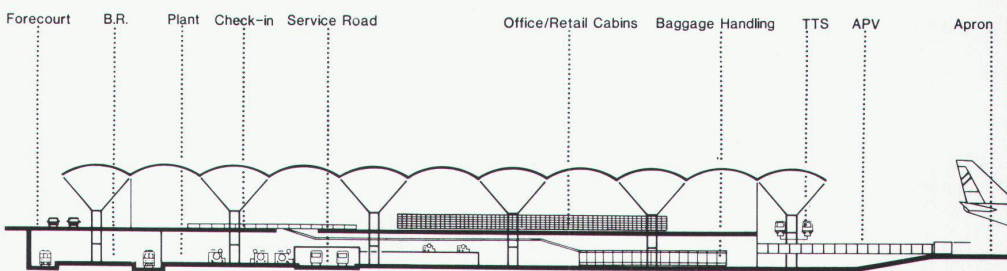 Forecourt B.R. Plant Check-in Service Road Office/Retail Cabins Baggage Handling TTS APV Apron